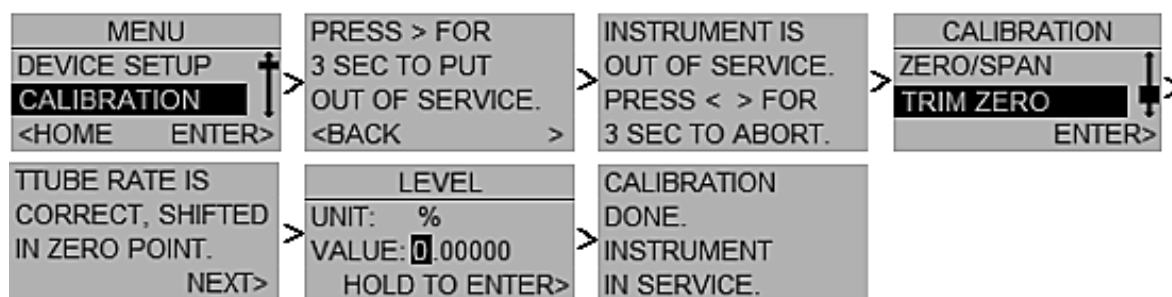 MENU
DEVICE SETUP
CALIBRATION
<HOME ENTER>
>
PRESS > FOR
3 SEC TO PUT
OUT OF SERVICE.
<BACK >
>
INSTRUMENT IS
OUT OF SERVICE.
PRESS < > FOR
3 SEC TO ABORT.
>
CALIBRATION
ZERO/SPAN
TRIM ZERO
ENTER>
>
TTUBE RATE IS
CORRECT, SHIFTED
IN ZERO POINT.
NEXT>
>
LEVEL
UNIT: %
VALUE: 0.00000
HOLD TO ENTER>
>
CALIBRATION
DONE.
INSTRUMENT
IN SERVICE.